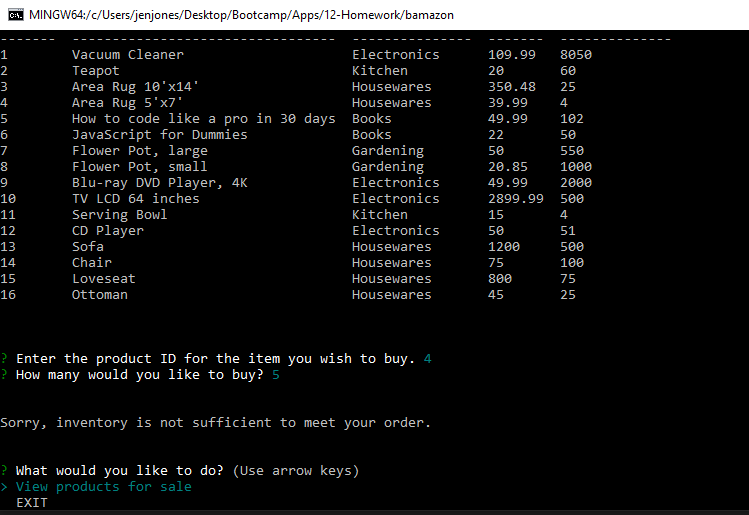 MINGW64:/c/Users/jenjones/Desktop/Bootcamp/Apps/12-Homework/bamazon
------- --------------------------------- --------------- ------- --------------
1 Vacuum Cleaner Electronics 109.99 8050
2 Teapot Kitchen 20 60
3 Area Rug 10'x14' Housewares 350.48 25
4 Area Rug 5'x7' Housewares 39.99 4
5 How to code like a pro in 30 days Books 49.99 102
6 JavaScript for Dummies Books 22 50
7 Flower Pot, large Gardening 50 550
8 Flower Pot, small Gardening 20.85 1000
9 Blu-ray DVD Player, 4K Electronics 49.99 2000
10 TV LCD 64 inches Electronics 2899.99 500
11 Serving Bowl Kitchen 15 4
12 CD Player Electronics 50 51
13 Sofa Housewares 1200 500
14 Chair Housewares 75 100
15 Loveseat Housewares 800 75
16 Ottoman Housewares 45 25
? Enter the product ID for the item you wish to buy. 4
? How many would you like to buy? 5
Sorry, inventory is not sufficient to meet your order.
? What would you like to do? (Use arrow keys)
> View products for sale
EXIT